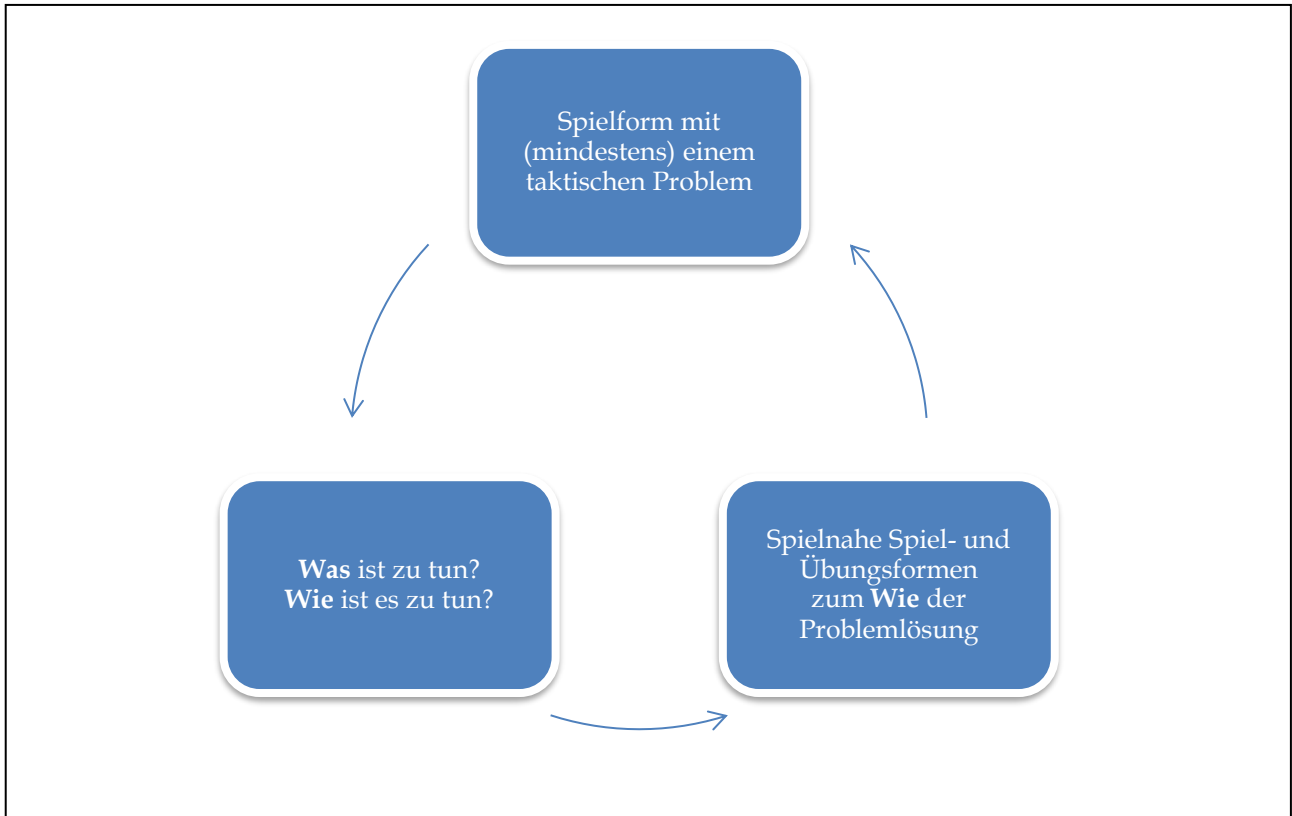 Spielform mit
(mindestens) einem
taktischen Problem
Was ist zu tun?
Wie ist es zu tun?
Spielnahe Spiel- und
Übungsformen
zum Wie der
Problemlösung